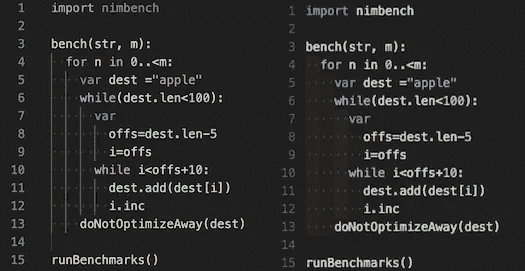 1 import nimbench
2
3 bench(str, m):
4   for n in 0..<m:
5     var dest ="apple"
6     while(dest.len<100):
7       var
8         offs=dest.len-5
9         i=offs
10       while i<offs+10:
11         dest.add(dest[i])
12         i.inc
13     doNotOptimizeAway(dest)
14
15 runBenchmarks()
1 import nimbench
2
3 bench(str, m):
4   for n in 0..<m:
5     var dest ="apple"
6     while(dest.len<100):
7       var
8         offs=dest.len-5
9         i=offs
10       while i<offs+10:
11         dest.add(dest[i])
12         i.inc
13     doNotOptimizeAway(dest)
14
15 runBenchmarks()